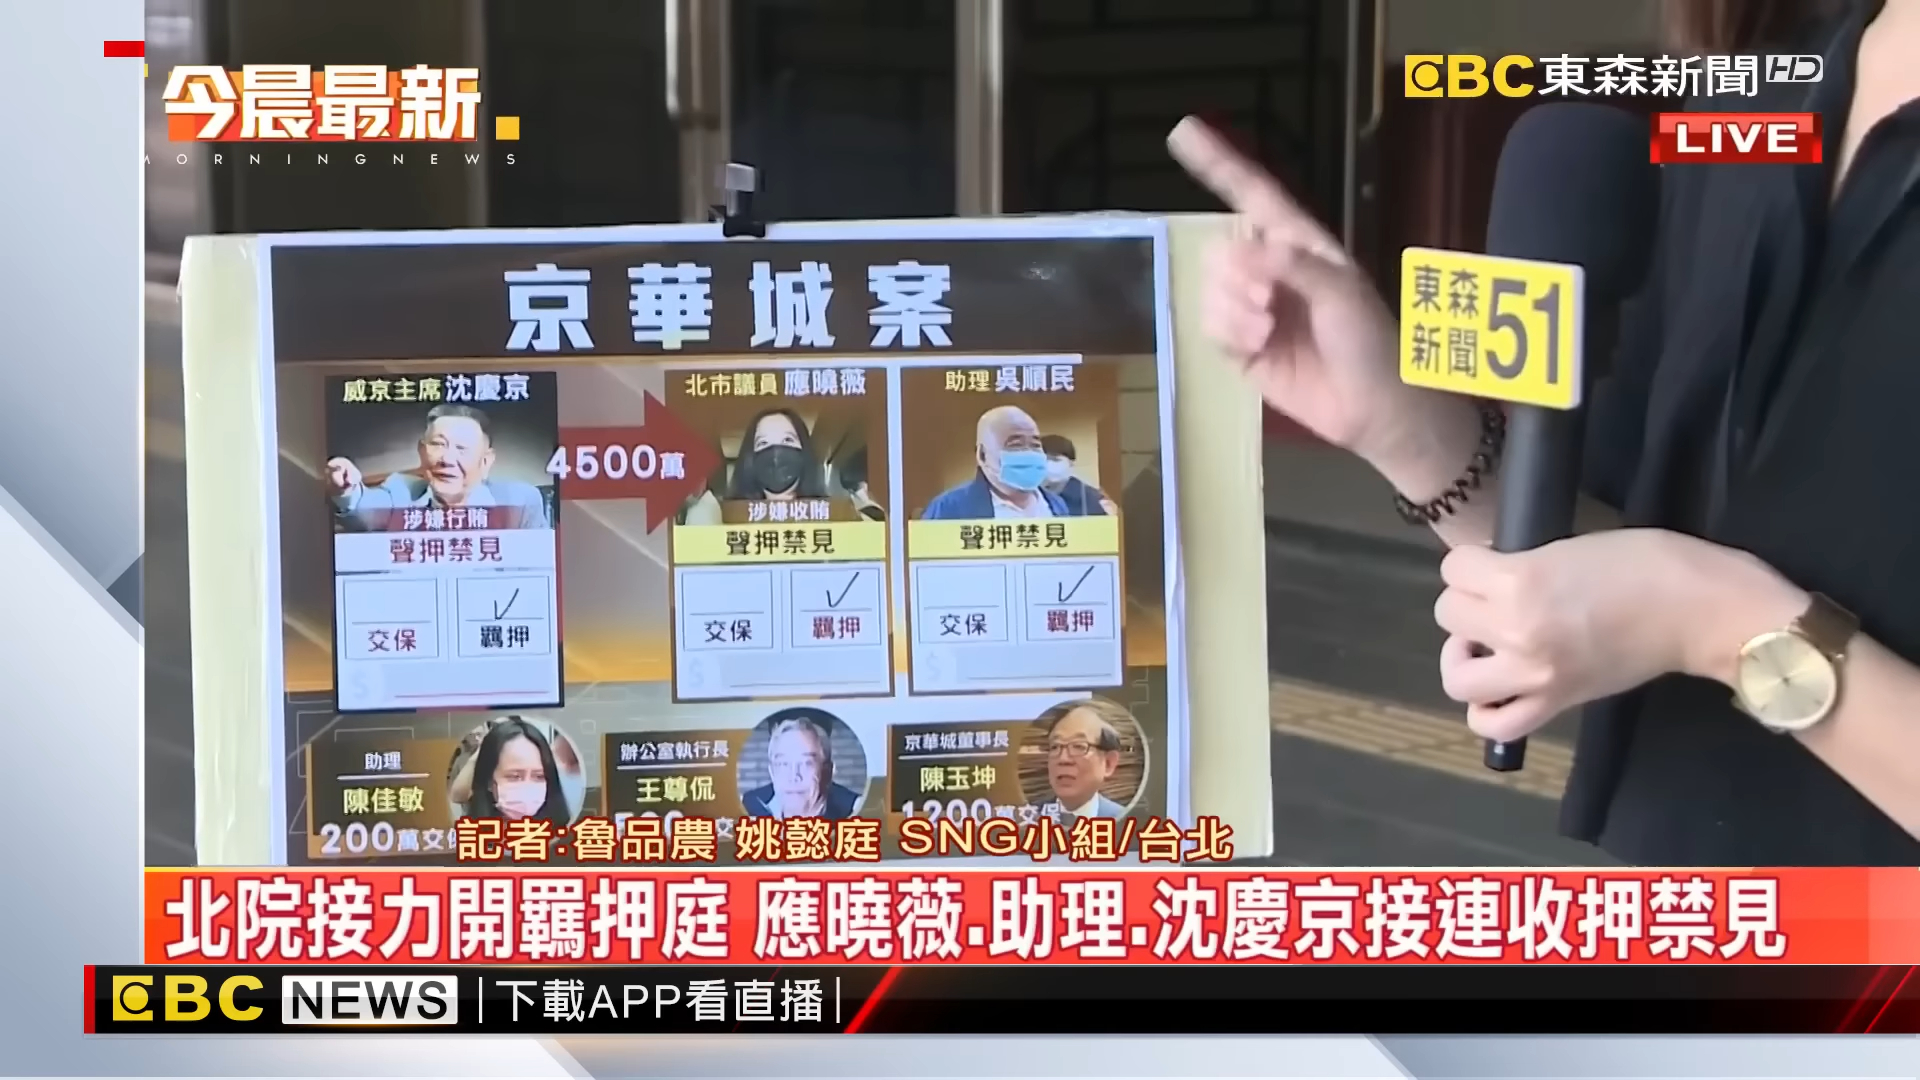 今晨最新
MORNINGNEWS
EBC東森新聞HD
LIVE
東森新聞51
京華城案
威京主席沈慶京
4500萬
北市議員應曉薇
助理吳順民
涉嫌行賄
涉嫌收賄
聲押禁見
聲押禁見
聲押禁見
交保
羈押
交保
羈押
交保
羈押
$
$
$
助理
陳佳敏
200萬交保
辦公室執行長
王尊侃
京華城董事長
陳玉坤
1200萬交保
記者:魯品農 姚懿庭 SNG小組/台北
北院接力開羈押庭 應曉薇.助理.沈慶京接連收押禁見
EBC NEWS
下載APP看直播